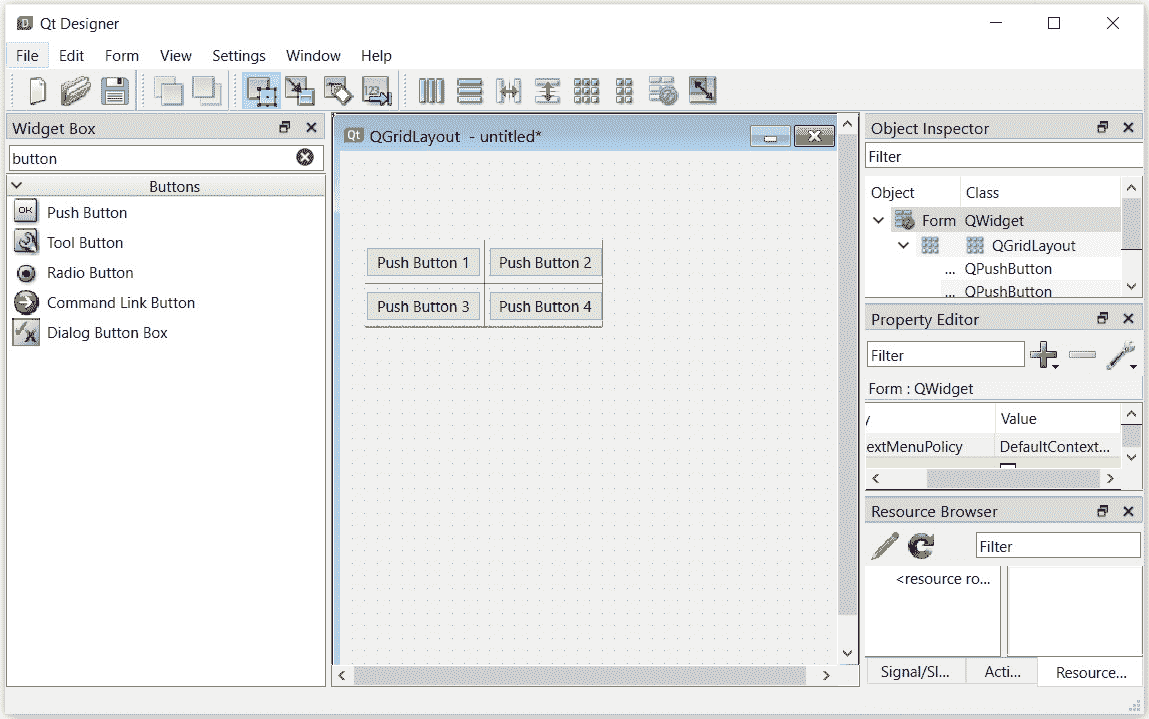 Qt Designer
File Edit Form View Settings Window Help
Widget Box
button
Buttons
OK Push Button
Tool Button
Radio Button
Command Link Button
Dialog Button Box
Qt QGridLayout - untitled*
Push Button 1 Push Button 2
Push Button 3 Push Button 4
Object Inspector
Filter
Object Class
Form QWidget
QGridLayout
... QPushButton
... QPushButton
Property Editor
Filter
Form : QWidget
Value
extMenuPolicy DefaultContext...
Resource Browser
Filter
<resource ro...
Signal/Sl... Acti... Resource...